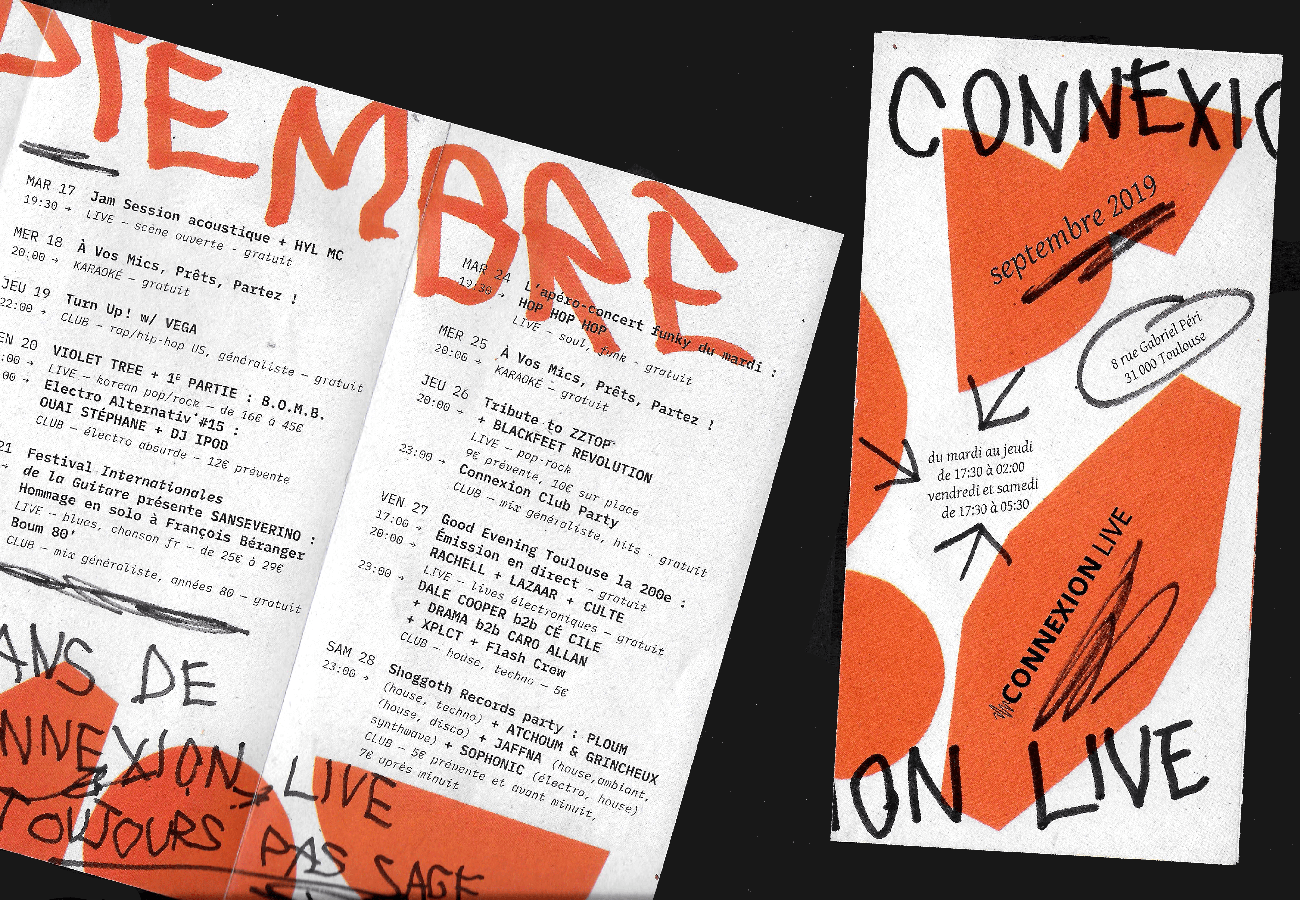 TEMBRE
MAR 17 Jam Session acoustique + HYL MC
19:30 → LIVE – scène ouverte - gratuit
MER 18 À Vos Mics, Prêts, Partez !
20:00 → KARAOKÉ – gratuit
JEU 19 Turn Up! w/ VEGA
22:00 → CLUB – rap/hip-hop US, généraliste – gratuit
EN 20 VIOLET TREE + 1E PARTIE : B.O.M.B.
:00 → LIVE – korean pop/rock – de 16€ à 45€
00 → Electro Alternativ'#15 :
OUAI STÉPHANE + DJ IPOD
CLUB – électro absurde – 12€ prévente
21 Festival Internationales
→ de la Guitare présente SANSEVERINO :
Hommage en solo à François Béranger
LIVE – blues, chanson fr – de 25€ à 29€
Boum 80'
CLUB – mix généraliste, années 80 – gratuit
ANS DE
NNEXION LIVE
TOUJOURS PAS SAGE
MAR 24 L'apéro-concert funky du mardi :
19:30 → HOP HOP HOP
LIVE – soul, funk - gratuit
MER 25 À Vos Mics, Prêts, Partez !
20:00 → KARAOKÉ – gratuit
JEU 26 Tribute to ZZTOP
20:00 → + BLACKFEET REVOLUTION
LIVE – pop-rock
9€ prévente, 10€ sur place
23:00 → Connexion Club Party
CLUB – mix généraliste, hits - gratuit
VEN 27 Good Evening Toulouse la 200e :
17:00 → Émission en direct – gratuit
20:00 → RACHELL + LAZAAR + CULTE
LIVE – lives électroniques – gratuit
23:00 → DALE COOPER b2b CÉ CILE
+ DRAMA b2b CARO ALLAN
+ XPLCT + Flash Crew
CLUB – house, techno – 5€
SAM 28 Shoggoth Records party : PLOUM
23:00 → (house, techno) + ATCHOUM & GRINCHEUX
(house, disco) + JAFFNA (house,ambiant,
synthwave) + SOPHONIC (électro, house)
CLUB – 5€ prévente et avant minuit,
7€ après minuit
CONNEXIO
septembre 2019
8 rue Gabriel Péri
31 000 Toulouse
du mardi au jeudi
de 17:30 à 02:00
vendredi et samedi
de 17:30 à 05:30
CONNEXION LIVE
ON LIVE